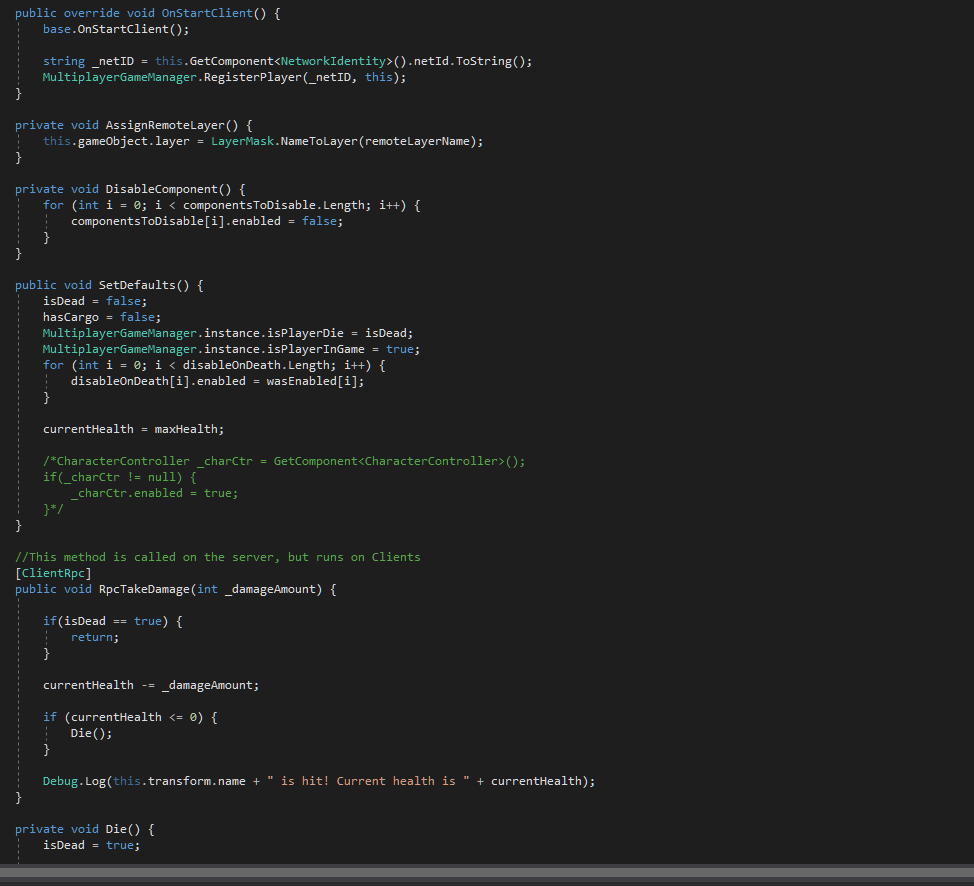 public override void OnStartClient() {
base.OnStartClient();
string _netID = this.GetComponent<NetworkIdentity>().netId.ToString();
MultiplayerGameManager.RegisterPlayer(_netID, this);
}
private void AssignRemoteLayer() {
this.gameObject.layer = LayerMask.NameToLayer(remoteLayerName);
}
private void DisableComponent() {
for (int i = 0; i < componentsToDisable.Length; i++) {
componentsToDisable[i].enabled = false;
}
}
public void SetDefaults() {
isDead = false;
hasCargo = false;
MultiplayerGameManager.instance.isPlayerDie = isDead;
MultiplayerGameManager.instance.isPlayerInGame = true;
for (int i = 0; i < disableOnDeath.Length; i++) {
disableOnDeath[i].enabled = wasEnabled[i];
}
currentHealth = maxHealth;
/*CharacterController _charCtr = GetComponent<CharacterController>();
if(_charCtr != null) {
_charCtr.enabled = true;
}*/
}
//This method is called on the server, but runs on Clients
[ClientRpc]
public void RpcTakeDamage(int _damageAmount) {
if(isDead == true) {
return;
}
currentHealth -= _damageAmount;
if (currentHealth <= 0) {
Die();
}
Debug.Log(this.transform.name + " is hit! Current health is " + currentHealth);
}
private void Die() {
isDead = true;